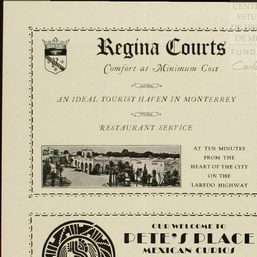 Regina Courts
Comfort at Minimum Cost
AN IDEAL TOURIST HAVEN IN MONTERREY
RESTAURANT SERVICE
AT TEN MINUTES
FROM THE
HEART OF THE CITY
ON THE
LAREDO HIGHWAY
OUR WELCOME TO
PETE'S PLACE
MEXICAN CURIOS